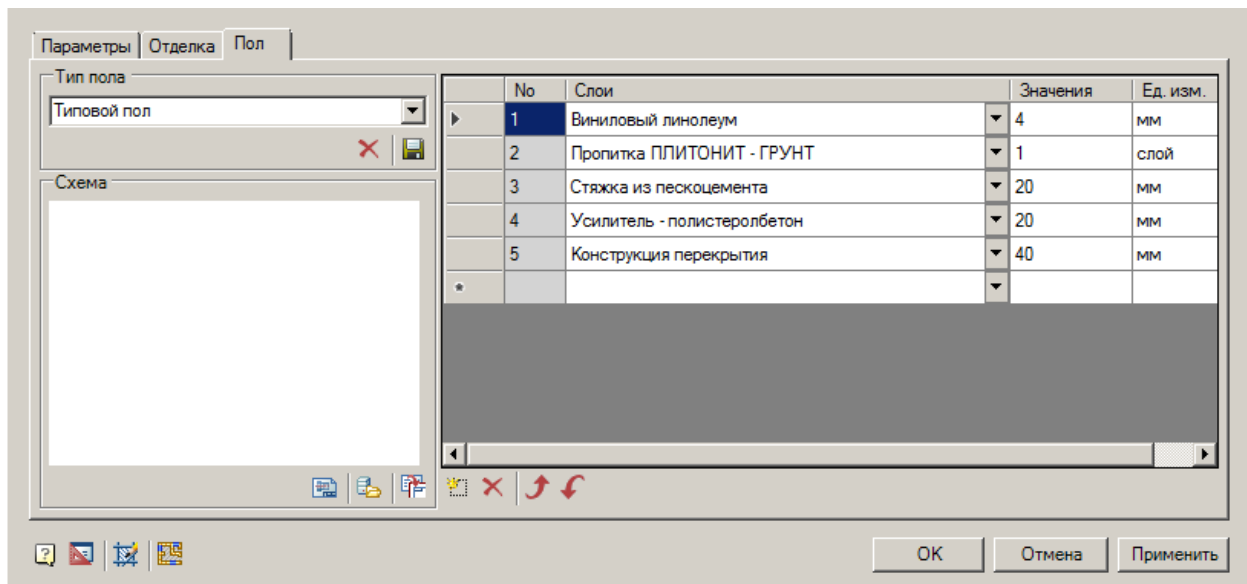 Параметры Отделка Пол
Тип пола
Типовой пол
Схема
No Слои Значения Ед. изм.
1 Виниловый линолеум 4 мм
2 Пропитка ПЛИТОНИТ - ГРУНТ 1 слой
3 Стяжка из пескоцемента 20 мм
4 Усилитель - полистеролбетон 20 мм
5 Конструкция перекрытия 40 мм
*
OK Отмена Применить